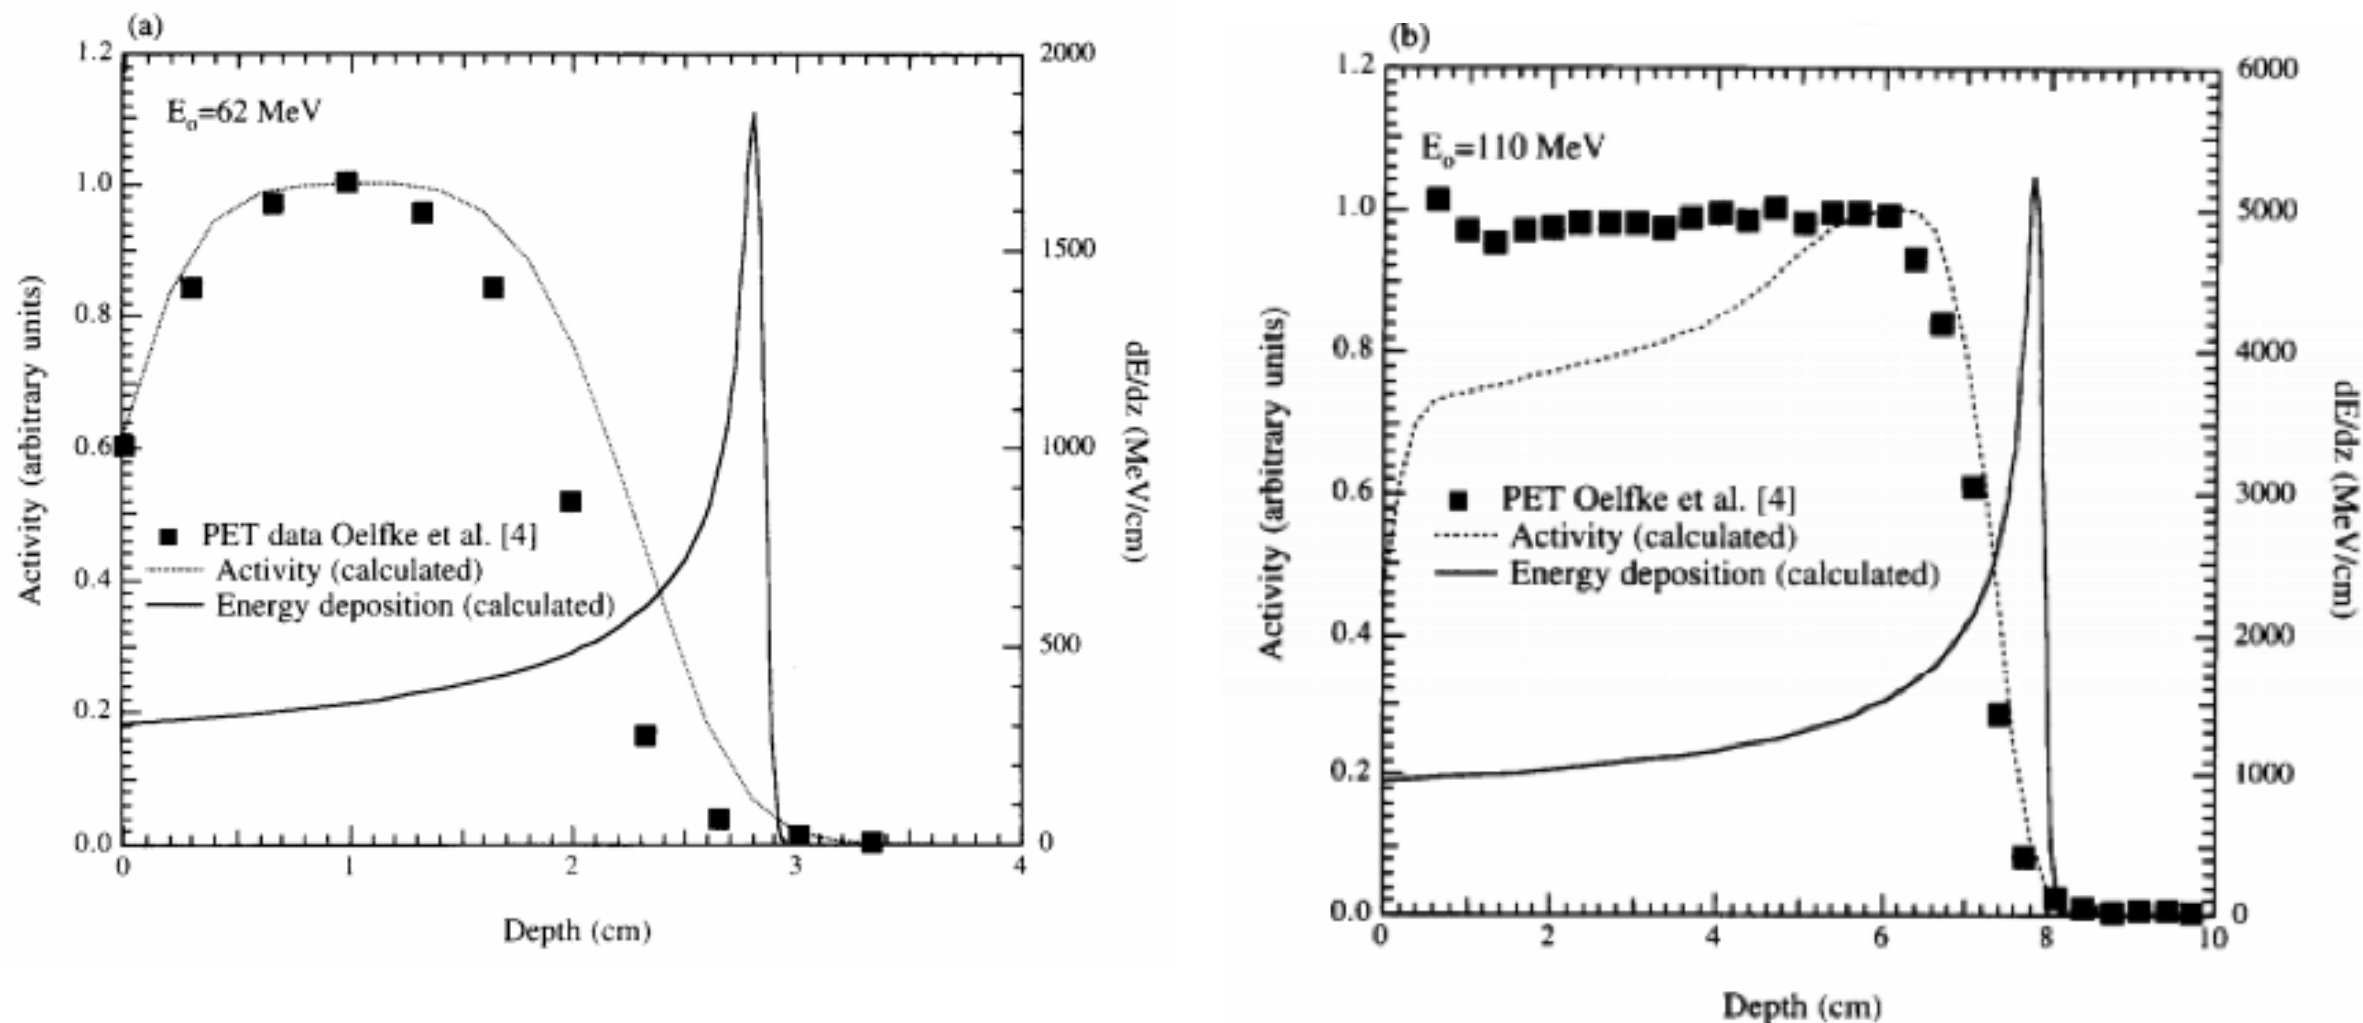 (a)
1.2
1.0
0.8
0.6
0.4
0.2
0.0
Activity (arbitrary units)
E₀=62 MeV
PET data Oelfke et al. [4]
Activity (calculated)
Energy deposition (calculated)
2000
1500
1000
500
0
dE/dz (MeV/cm)
0 1 2 3 4
Depth (cm)
(b)
1.2
1.0
0.8
0.6
0.4
0.2
0.0
Activity (arbitrary units)
E₀=110 MeV
PET Oelfke et al. [4]
Activity (calculated)
Energy deposition (calculated)
6000
5000
4000
3000
2000
1000
0
dE/dz (MeV/cm)
0 2 4 6 8 10
Depth (cm)